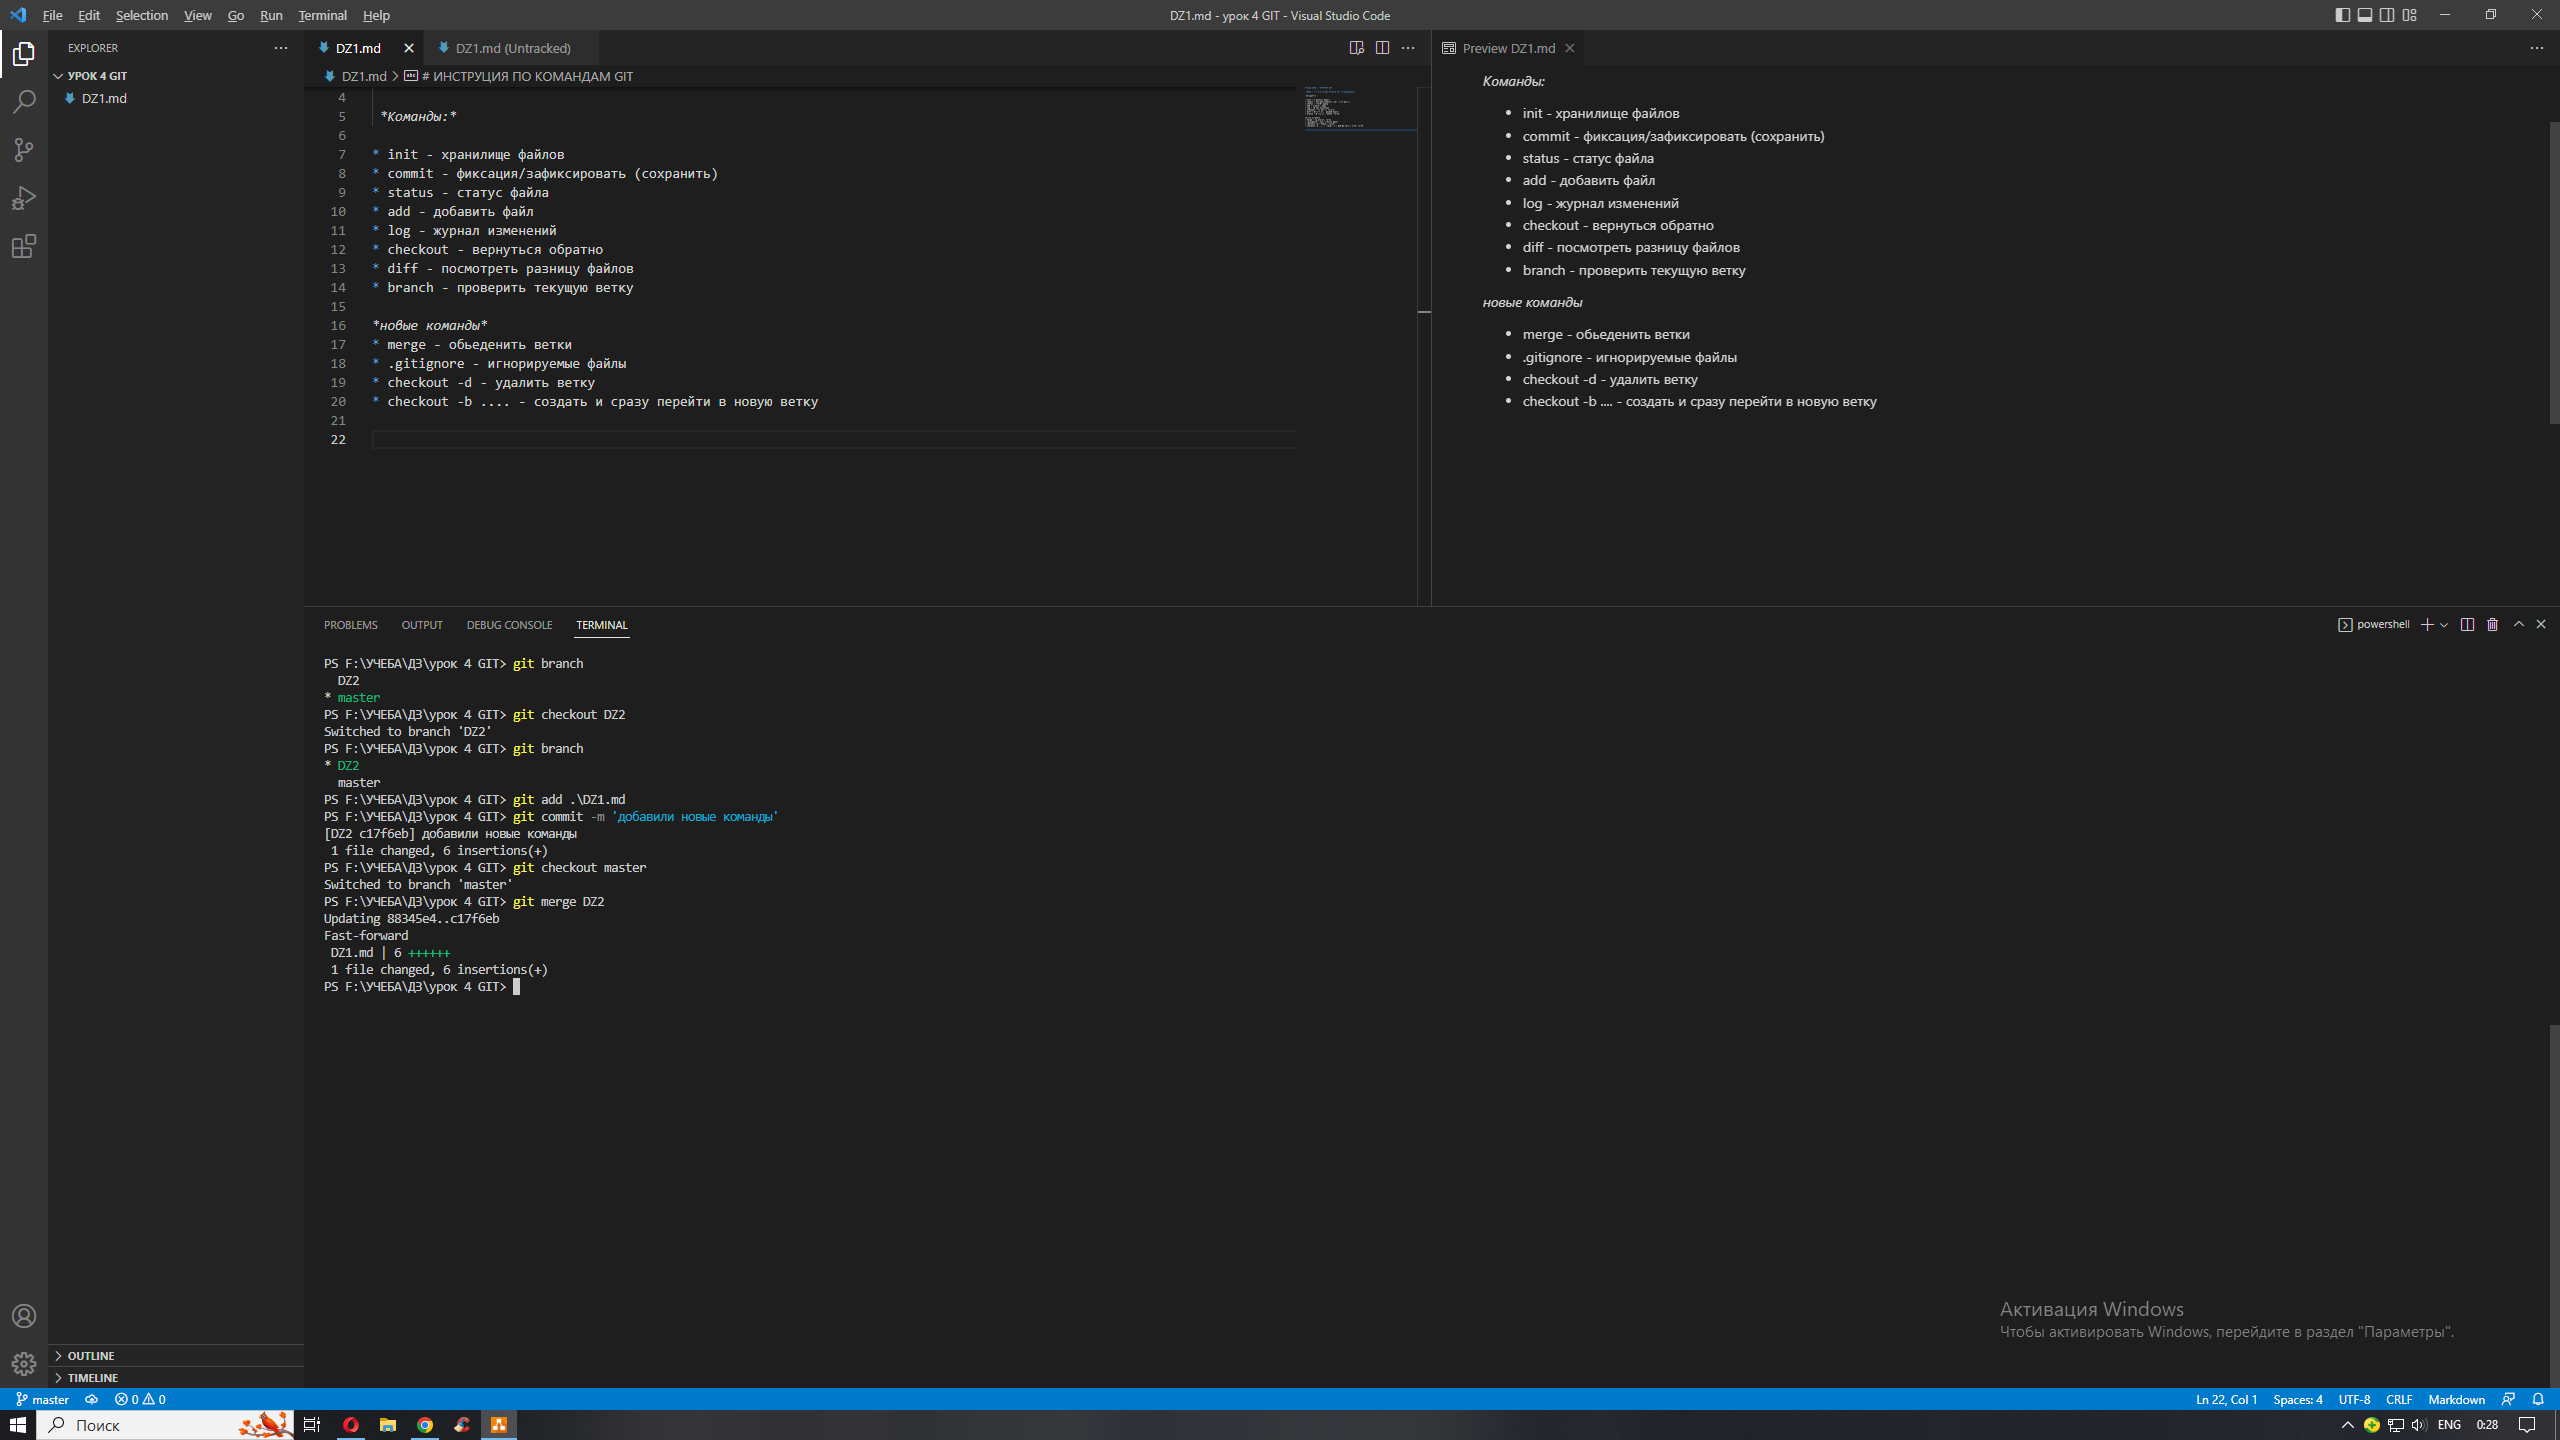 File Edit Selection View Go Run Terminal Help
DZ1.md - урок 4 GIT - Visual Studio Code
EXPLORER
УРОК 4 GIT
DZ1.md
OUTLINE
TIMELINE
DZ1.md
DZ1.md (Untracked)
DZ1.md > # ИНСТРУЦИЯ ПО КОМАНДАМ GIT
4
5 *Команды:*
6
7 * init - хранилище файлов
8 * commit - фиксация/зафиксировать (сохранить)
9 * status - статус файла
10 * add - добавить файл
11 * log - журнал изменений
12 * checkout - вернуться обратно
13 * diff - посмотреть разницу файлов
14 * branch - проверить текущую ветку
15
16 *новые команды*
17 * merge - обьеденить ветки
18 * .gitignore - игнорируемые файлы
19 * checkout -d - удалить ветку
20 * checkout -b .... - создать и сразу перейти в новую ветку
21
22
Preview DZ1.md
Команды:
• init - хранилище файлов
• commit - фиксация/зафиксировать (сохранить)
• status - статус файла
• add - добавить файл
• log - журнал изменений
• checkout - вернуться обратно
• diff - посмотреть разницу файлов
• branch - проверить текущую ветку
новые команды
• merge - обьеденить ветки
• .gitignore - игнорируемые файлы
• checkout -d - удалить ветку
• checkout -b .... - создать и сразу перейти в новую ветку
PROBLEMS OUTPUT DEBUG CONSOLE TERMINAL
powershell
PS F:\УЧЕБА\ДЗ\урок 4 GIT> git branch
DZ2
* master
PS F:\УЧЕБА\ДЗ\урок 4 GIT> git checkout DZ2
Switched to branch 'DZ2'
PS F:\УЧЕБА\ДЗ\урок 4 GIT> git branch
* DZ2
master
PS F:\УЧЕБА\ДЗ\урок 4 GIT> git add .\DZ1.md
PS F:\УЧЕБА\ДЗ\урок 4 GIT> git commit -m 'добавили новые команды'
[DZ2 c17f6eb] добавили новые команды
1 file changed, 6 insertions(+)
PS F:\УЧЕБА\ДЗ\урок 4 GIT> git checkout master
Switched to branch 'master'
PS F:\УЧЕБА\ДЗ\урок 4 GIT> git merge DZ2
Updating 88345e4..c17f6eb
Fast-forward
DZ1.md | 6 ++++++
1 file changed, 6 insertions(+)
PS F:\УЧЕБА\ДЗ\урок 4 GIT>
Активация Windows
Чтобы активировать Windows, перейдите в раздел "Параметры".
master 0 0
Ln 22, Col 1 Spaces: 4 UTF-8 CRLF Markdown
Поиск
ENG 0:28